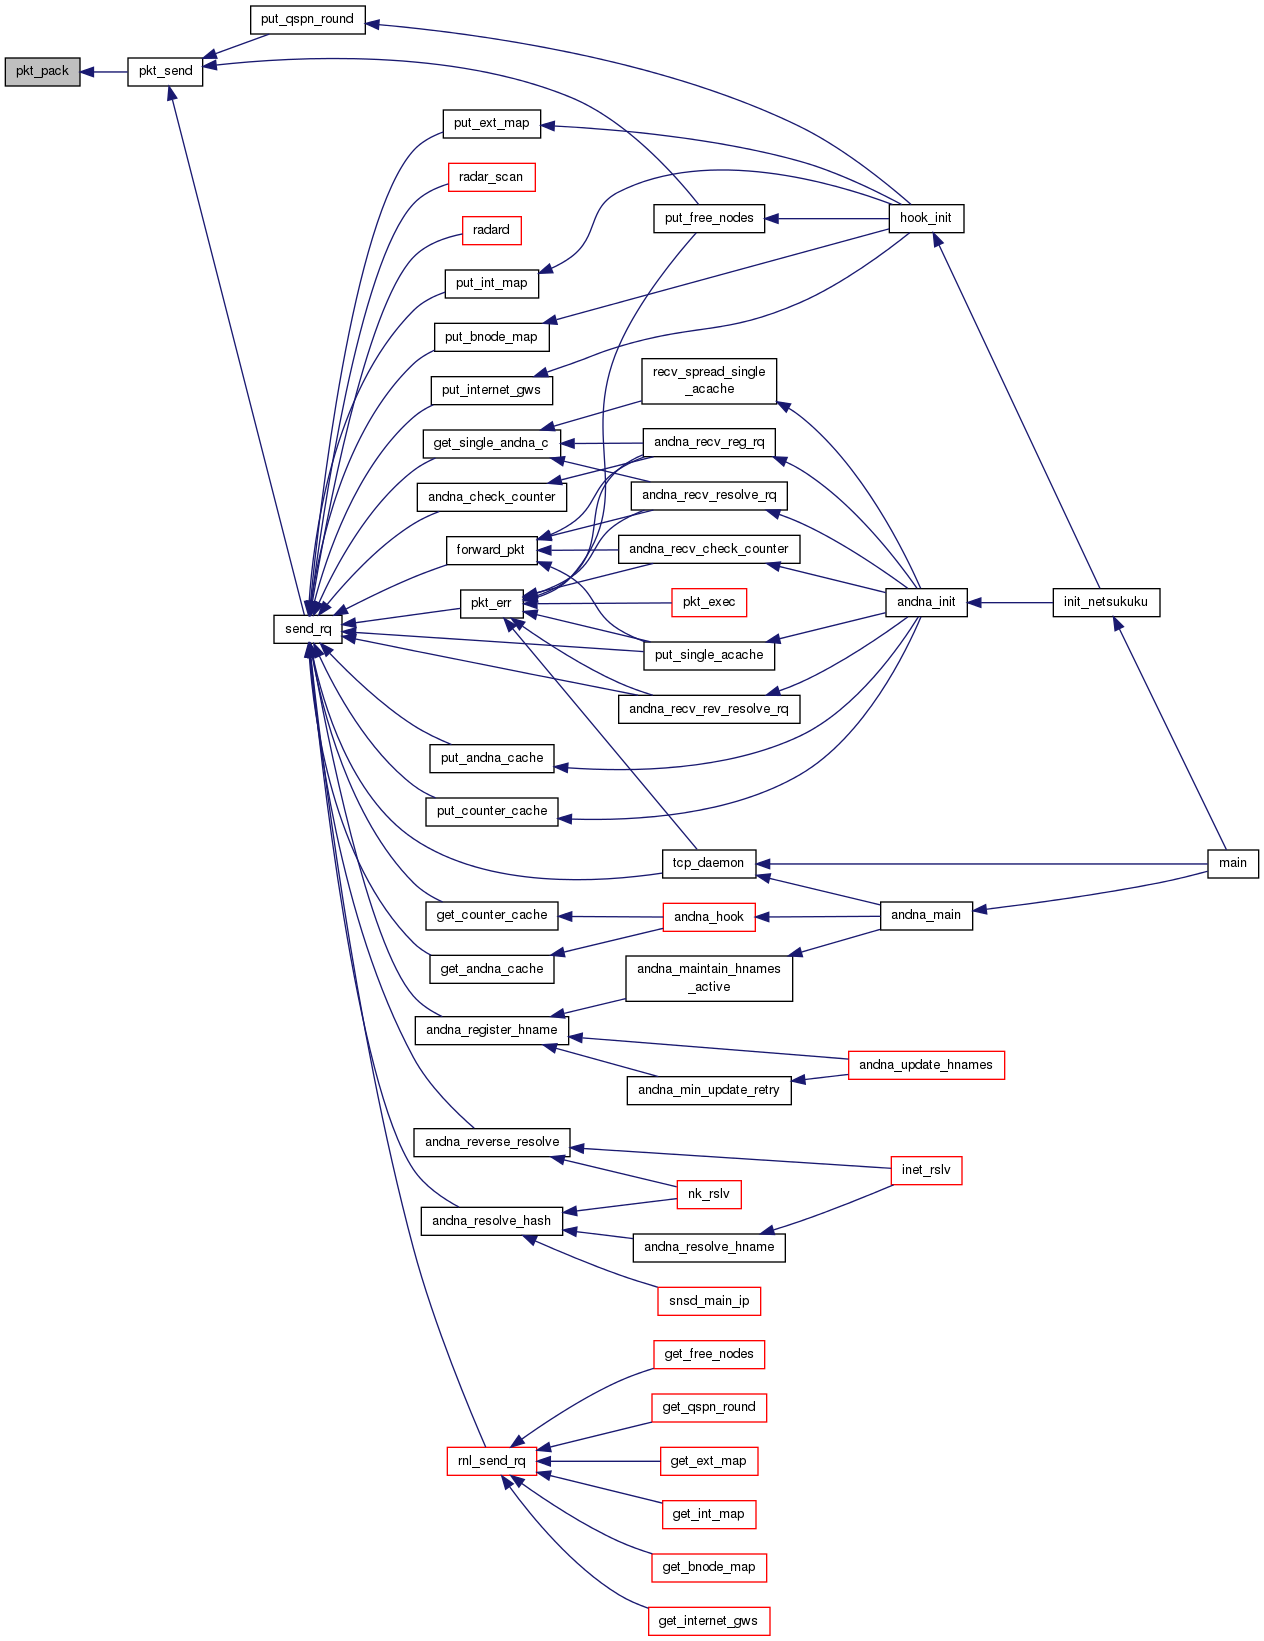 put_qspn_round
pkt_pack
pkt_send
put_ext_map
radar_scan
put_free_nodes
hook_init
radard
put_int_map
put_bnode_map
put_internet_gws
recv_spread_single
_acache
get_single_andna_c
andna_recv_reg_rq
andna_check_counter
andna_recv_resolve_rq
forward_pkt
andna_recv_check_counter
pkt_err
pkt_exec
andna_init
init_netsukuku
send_rq
put_single_acache
andna_recv_rev_resolve_rq
put_andna_cache
put_counter_cache
tcp_daemon
main
get_counter_cache
andna_hook
andna_main
get_andna_cache
andna_maintain_hnames
_active
andna_register_hname
andna_update_hnames
andna_min_update_retry
andna_reverse_resolve
inet_rslv
nk_rslv
andna_resolve_hash
andna_resolve_hname
snsd_main_ip
get_free_nodes
get_qspn_round
rnl_send_rq
get_ext_map
get_int_map
get_bnode_map
get_internet_gws